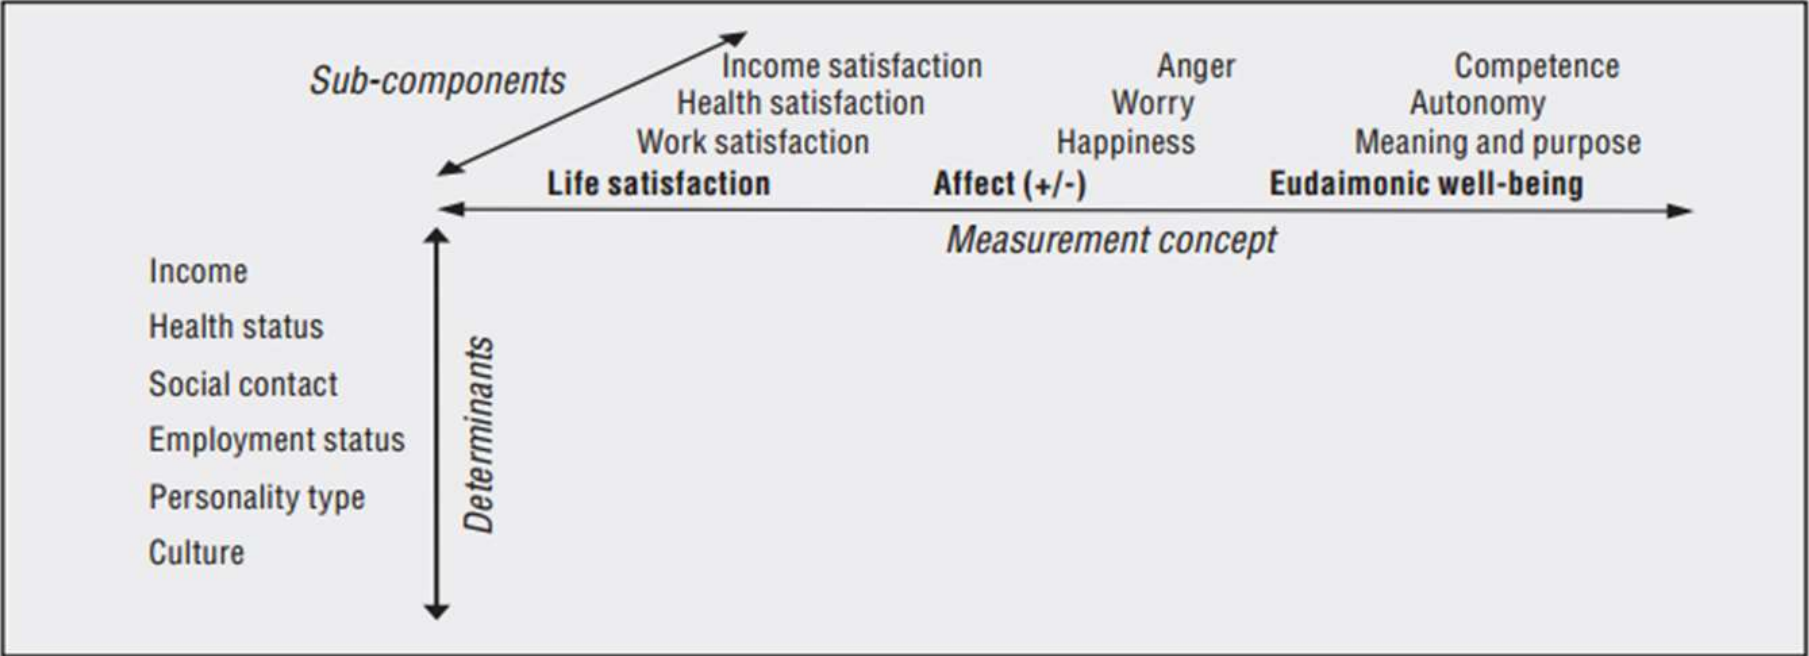 Sub-components
Income satisfaction Anger Competence
Health satisfaction Worry Autonomy
Work satisfaction Happiness Meaning and purpose
Life satisfaction Affect (+/-) Eudaimonic well-being
Measurement concept
Income
Health status
Social contact
Employment status
Personality type
Culture
Determinants